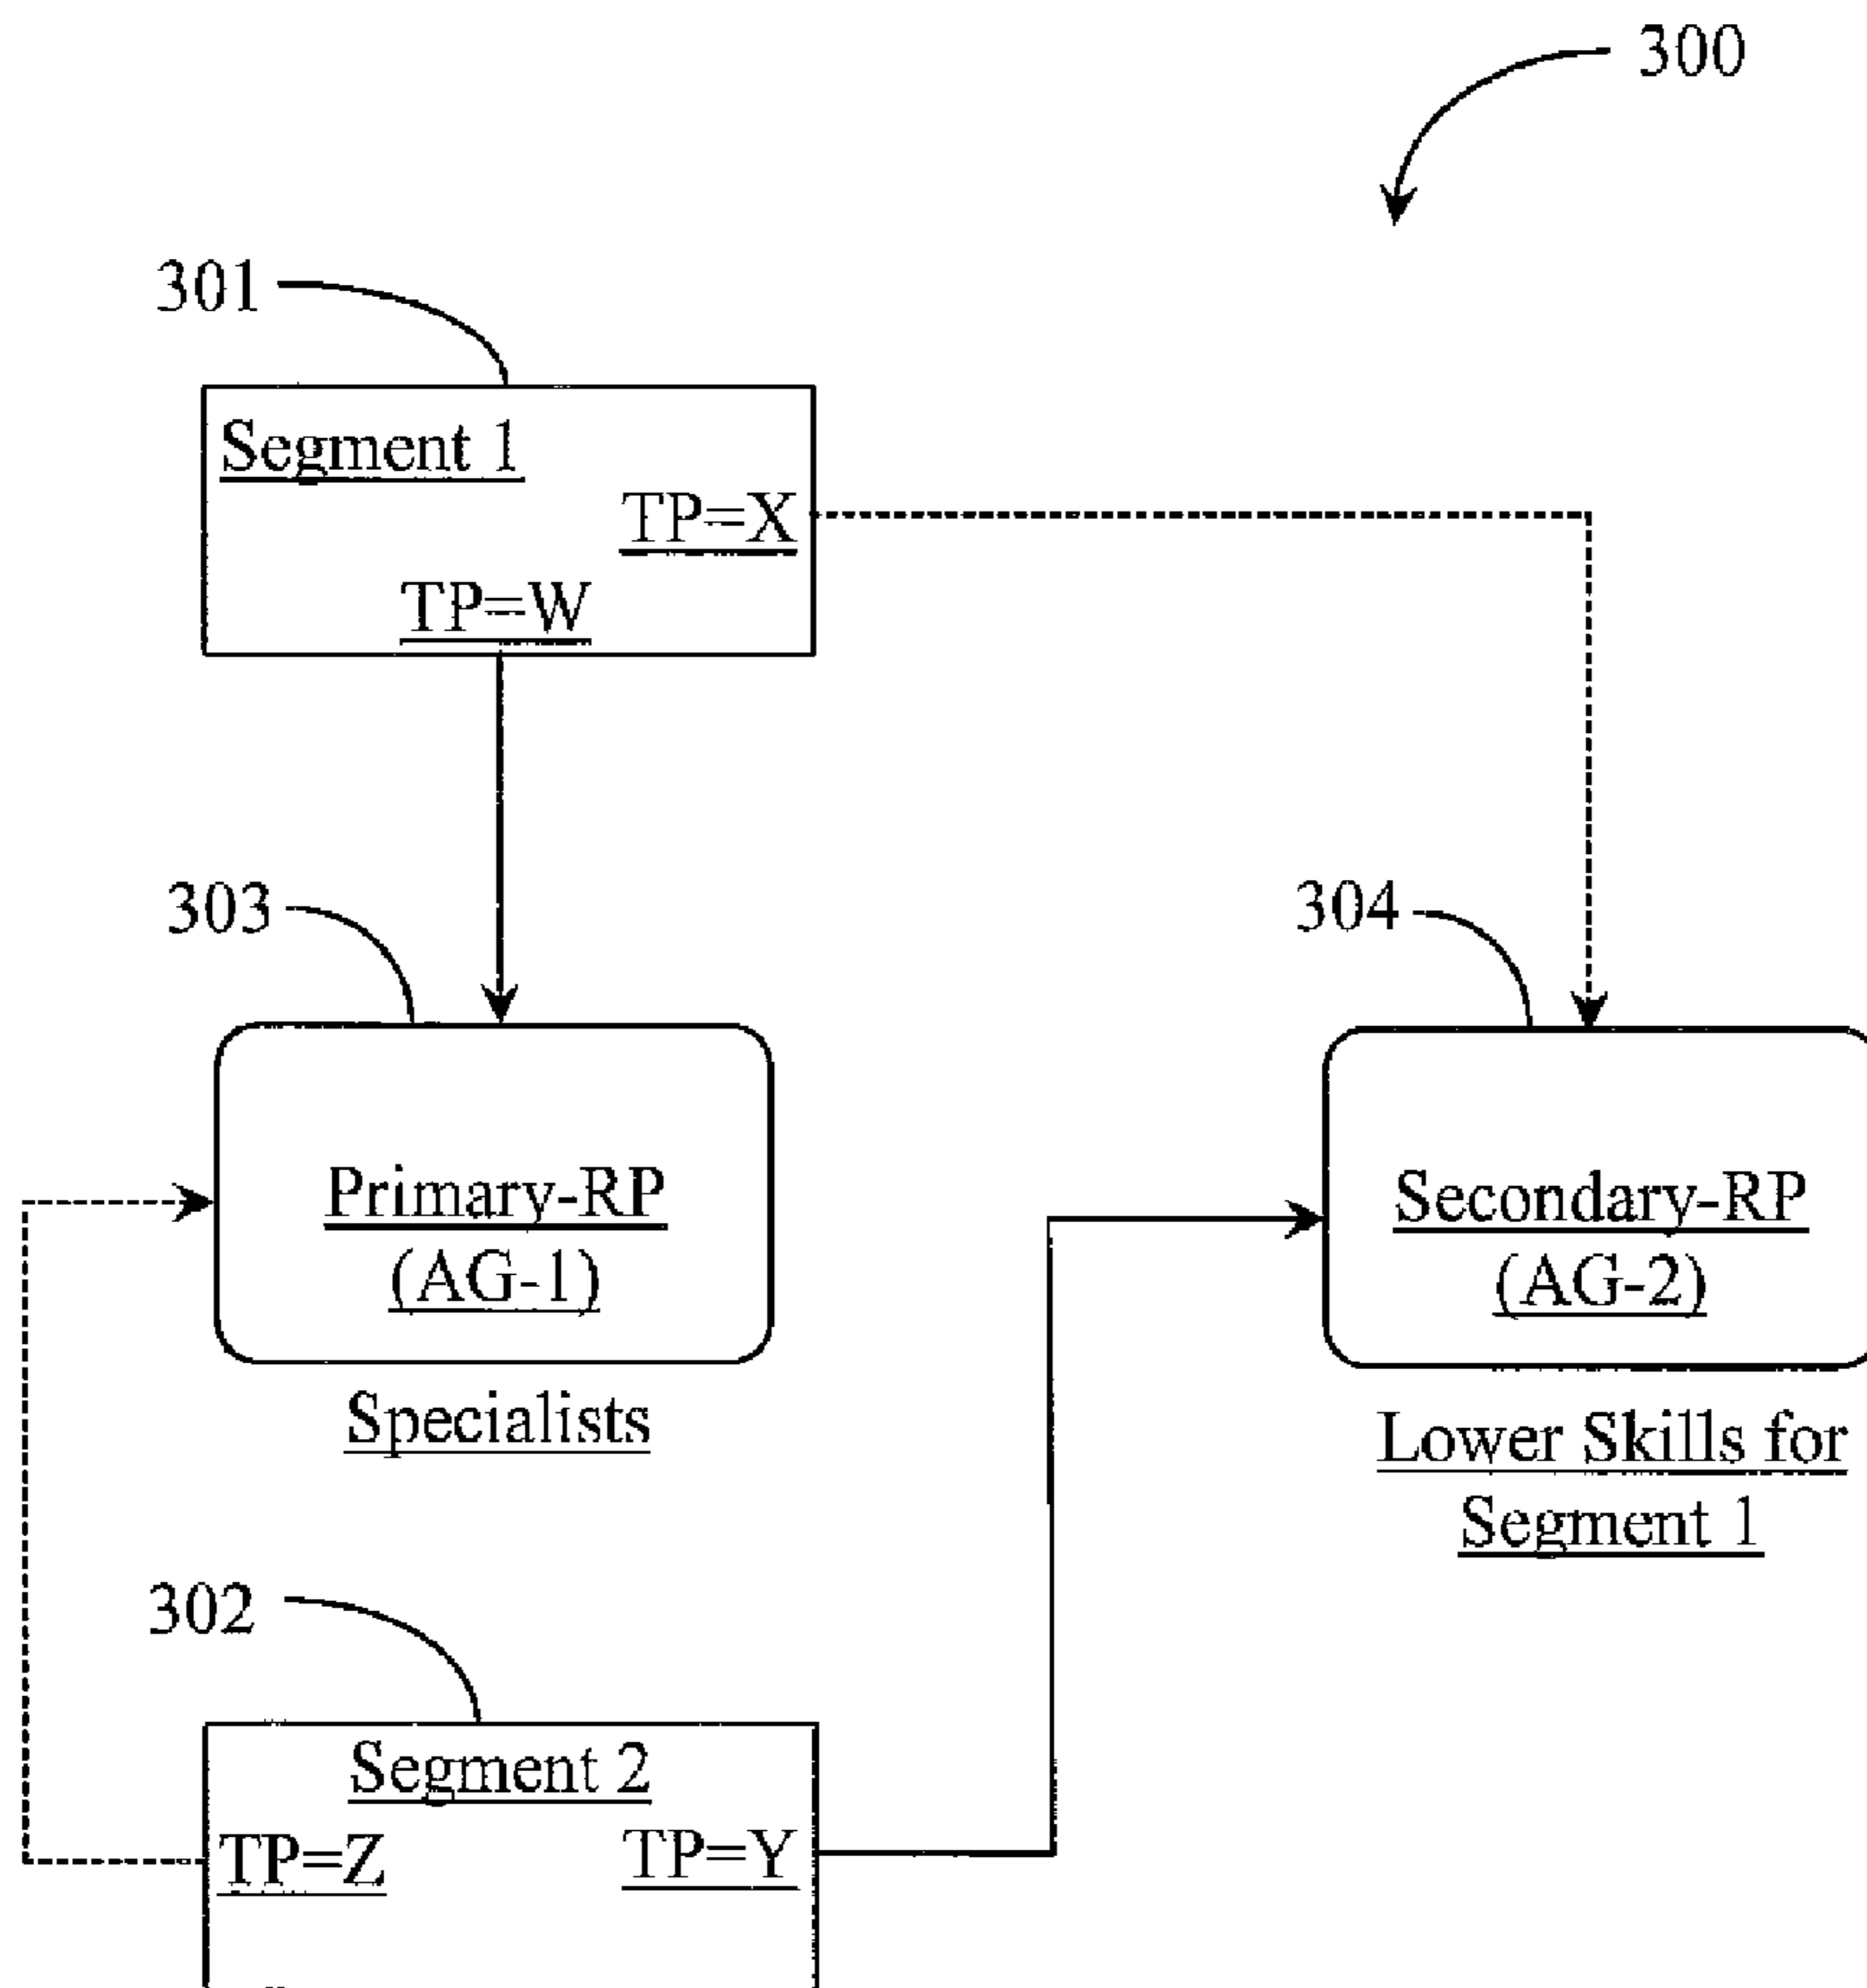 300
301
Segment 1
TP=X
TP=W
303
304
Primary-RP
(AG-1)
Secondary-RP
(AG-2)
Specialists
Lower Skills for
Segment 1
302
Segment 2
TP=Z
TP=Y